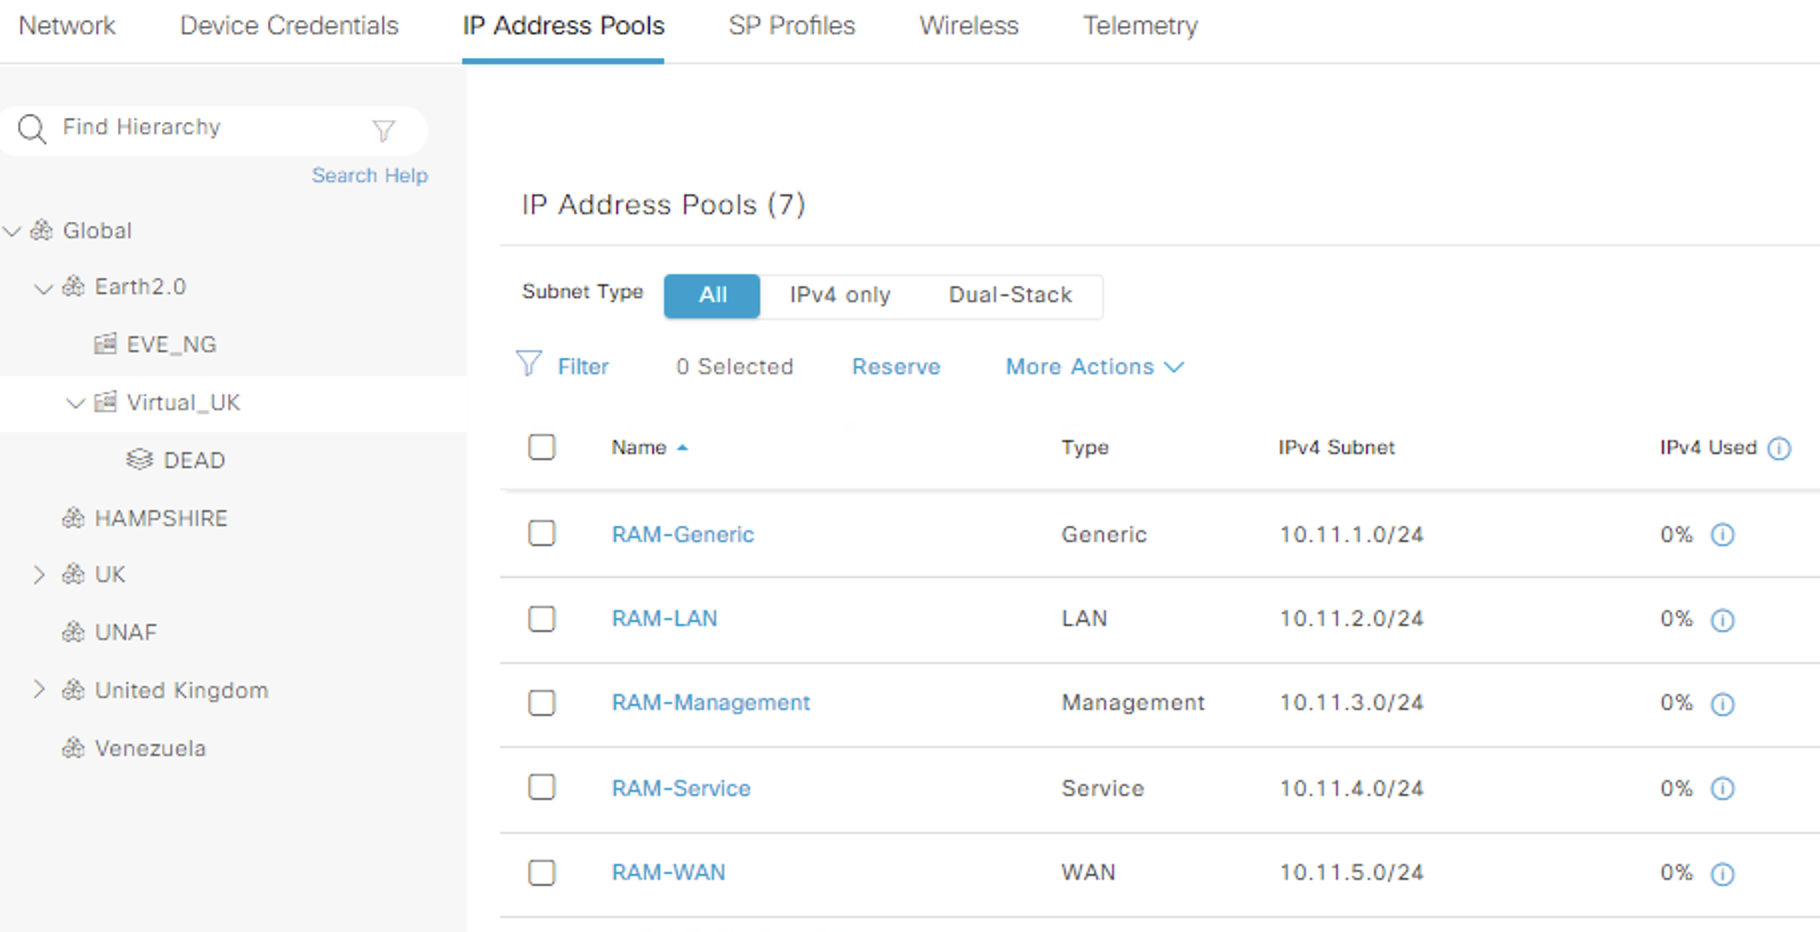 Network Device Credentials IP Address Pools SP Profiles Wireless Telemetry
Find Hierarchy
Search Help
Global
Earth2.0
EVE_NG
Virtual_UK
DEAD
HAMPSHIRE
UK
UNAF
United Kingdom
Venezuela
IP Address Pools (7)
Subnet Type All IPv4 only Dual-Stack
Filter 0 Selected Reserve More Actions
Name Type IPv4 Subnet IPv4 Used
RAM-Generic Generic 10.11.1.0/24 0%
RAM-LAN LAN 10.11.2.0/24 0%
RAM-Management Management 10.11.3.0/24 0%
RAM-Service Service 10.11.4.0/24 0%
RAM-WAN WAN 10.11.5.0/24 0%